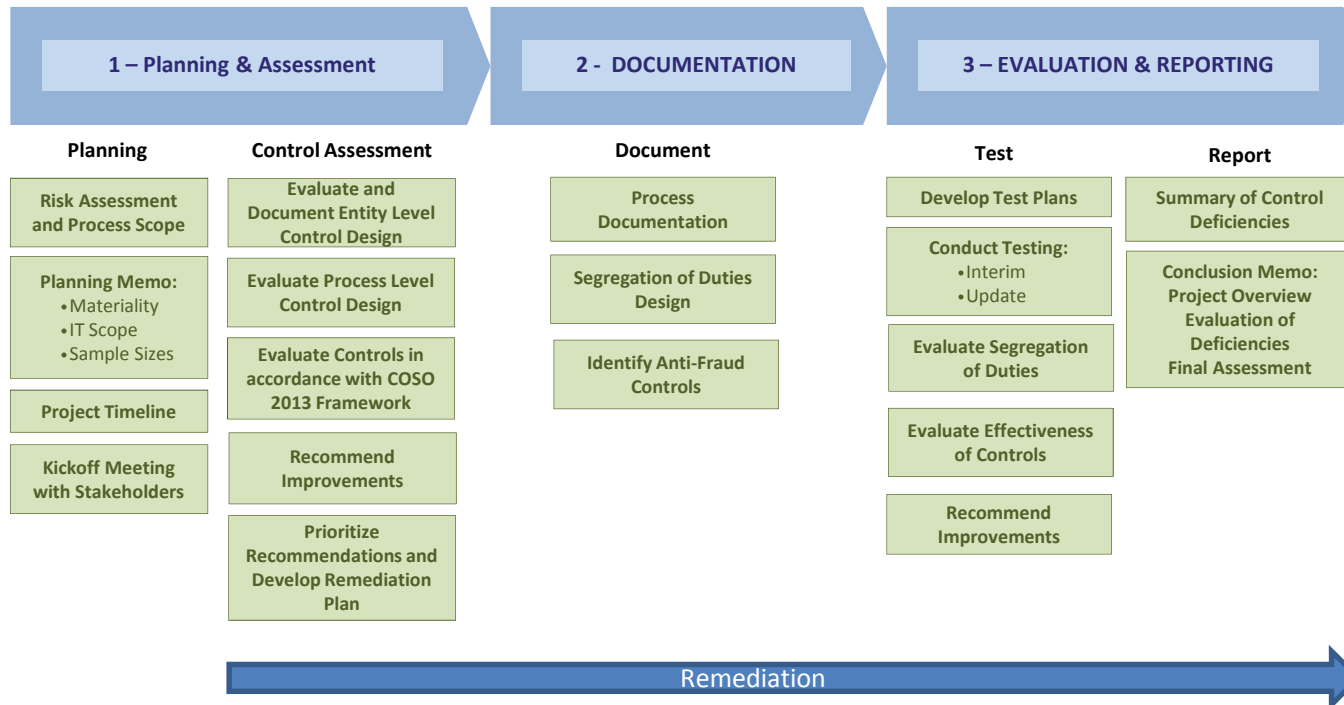 1 – Planning & Assessment
2 -  DOCUMENTATION
3 – EVALUATION & REPORTING
Planning
Risk Assessment
and Process Scope
Planning Memo:
•Materiality
•IT Scope
•Sample Sizes
Project Timeline
Kickoff Meeting
with Stakeholders
Control Assessment
Evaluate and
Document Entity Level
Control Design
Evaluate Process Level
Control Design
Evaluate Controls in
accordance with COSO
2013 Framework
Recommend
Improvements
Prioritize
Recommendations and
Develop Remediation
Plan
Document
Process
Documentation
Segregation of Duties
Design
Identify Anti-Fraud
Controls
Test
Develop Test Plans
Conduct Testing:
•Interim
•Update
Evaluate Segregation
of Duties
Evaluate Effectiveness
of Controls
Recommend
Improvements
Report
Summary of Control
Deficiencies
Conclusion Memo:
Project Overview
Evaluation of
Deficiencies
Final Assessment
Remediation